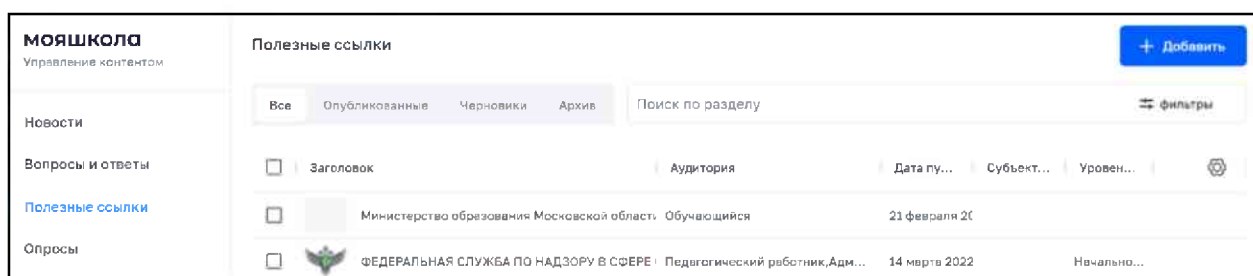 МОЯШКОЛА
Управление контентом
Новости
Вопросы и ответы
Полезные ссылки
Опросы
Полезные ссылки
+ Добавить
Все Опубликованные Черновики Архив
Поиск по разделу фильтры
Заголовок Аудитория Дата пу... Субъект... Уровен...
Министерство образования Московской област Обучающийся 21 февраля 20
ФЕДЕРАЛЬНАЯ СЛУЖБА ПО НАДЗОРУ В СФЕРЕ Педагогический работник,Адм... 14 марта 2022 Начально...